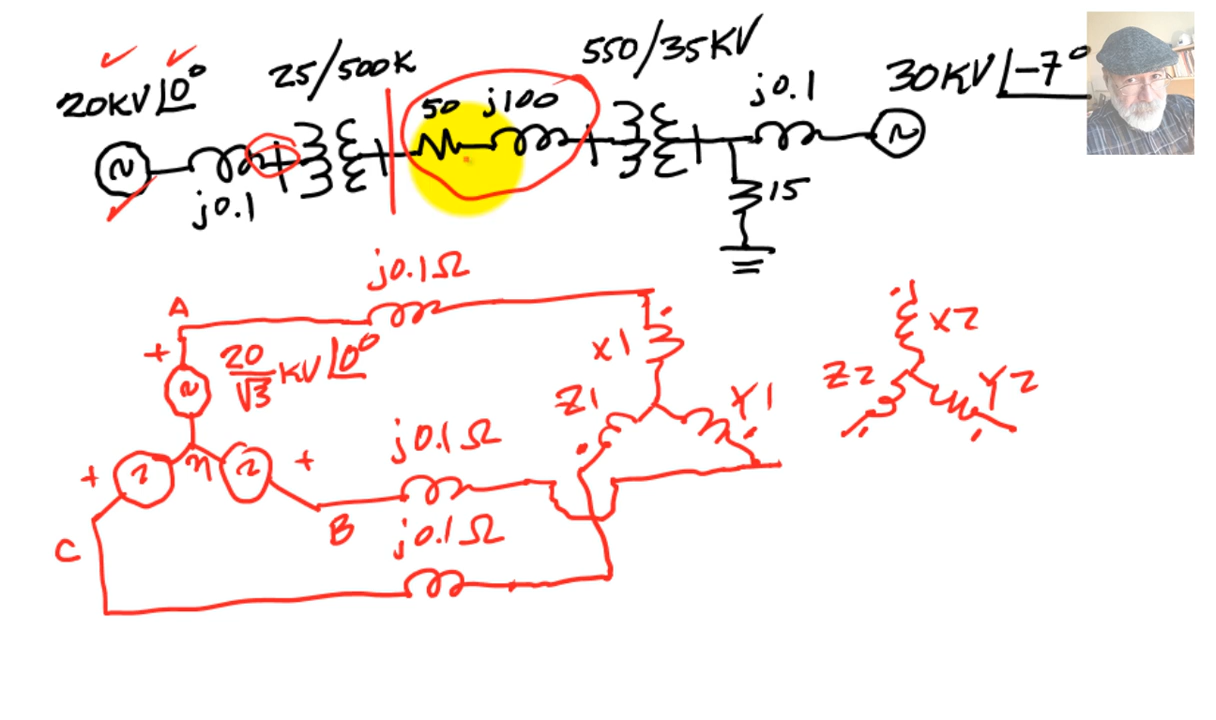 20KV∠0°
25/500K
550/35KV
30KV∠-7°
50 j100
j0.1
j0.1
15
j0.1Ω
A
+
20/√3 KV∠0°
X1
Z1
Y1
X2
Z2
Y2
+
n
+
j0.1Ω
B
C
j0.1Ω